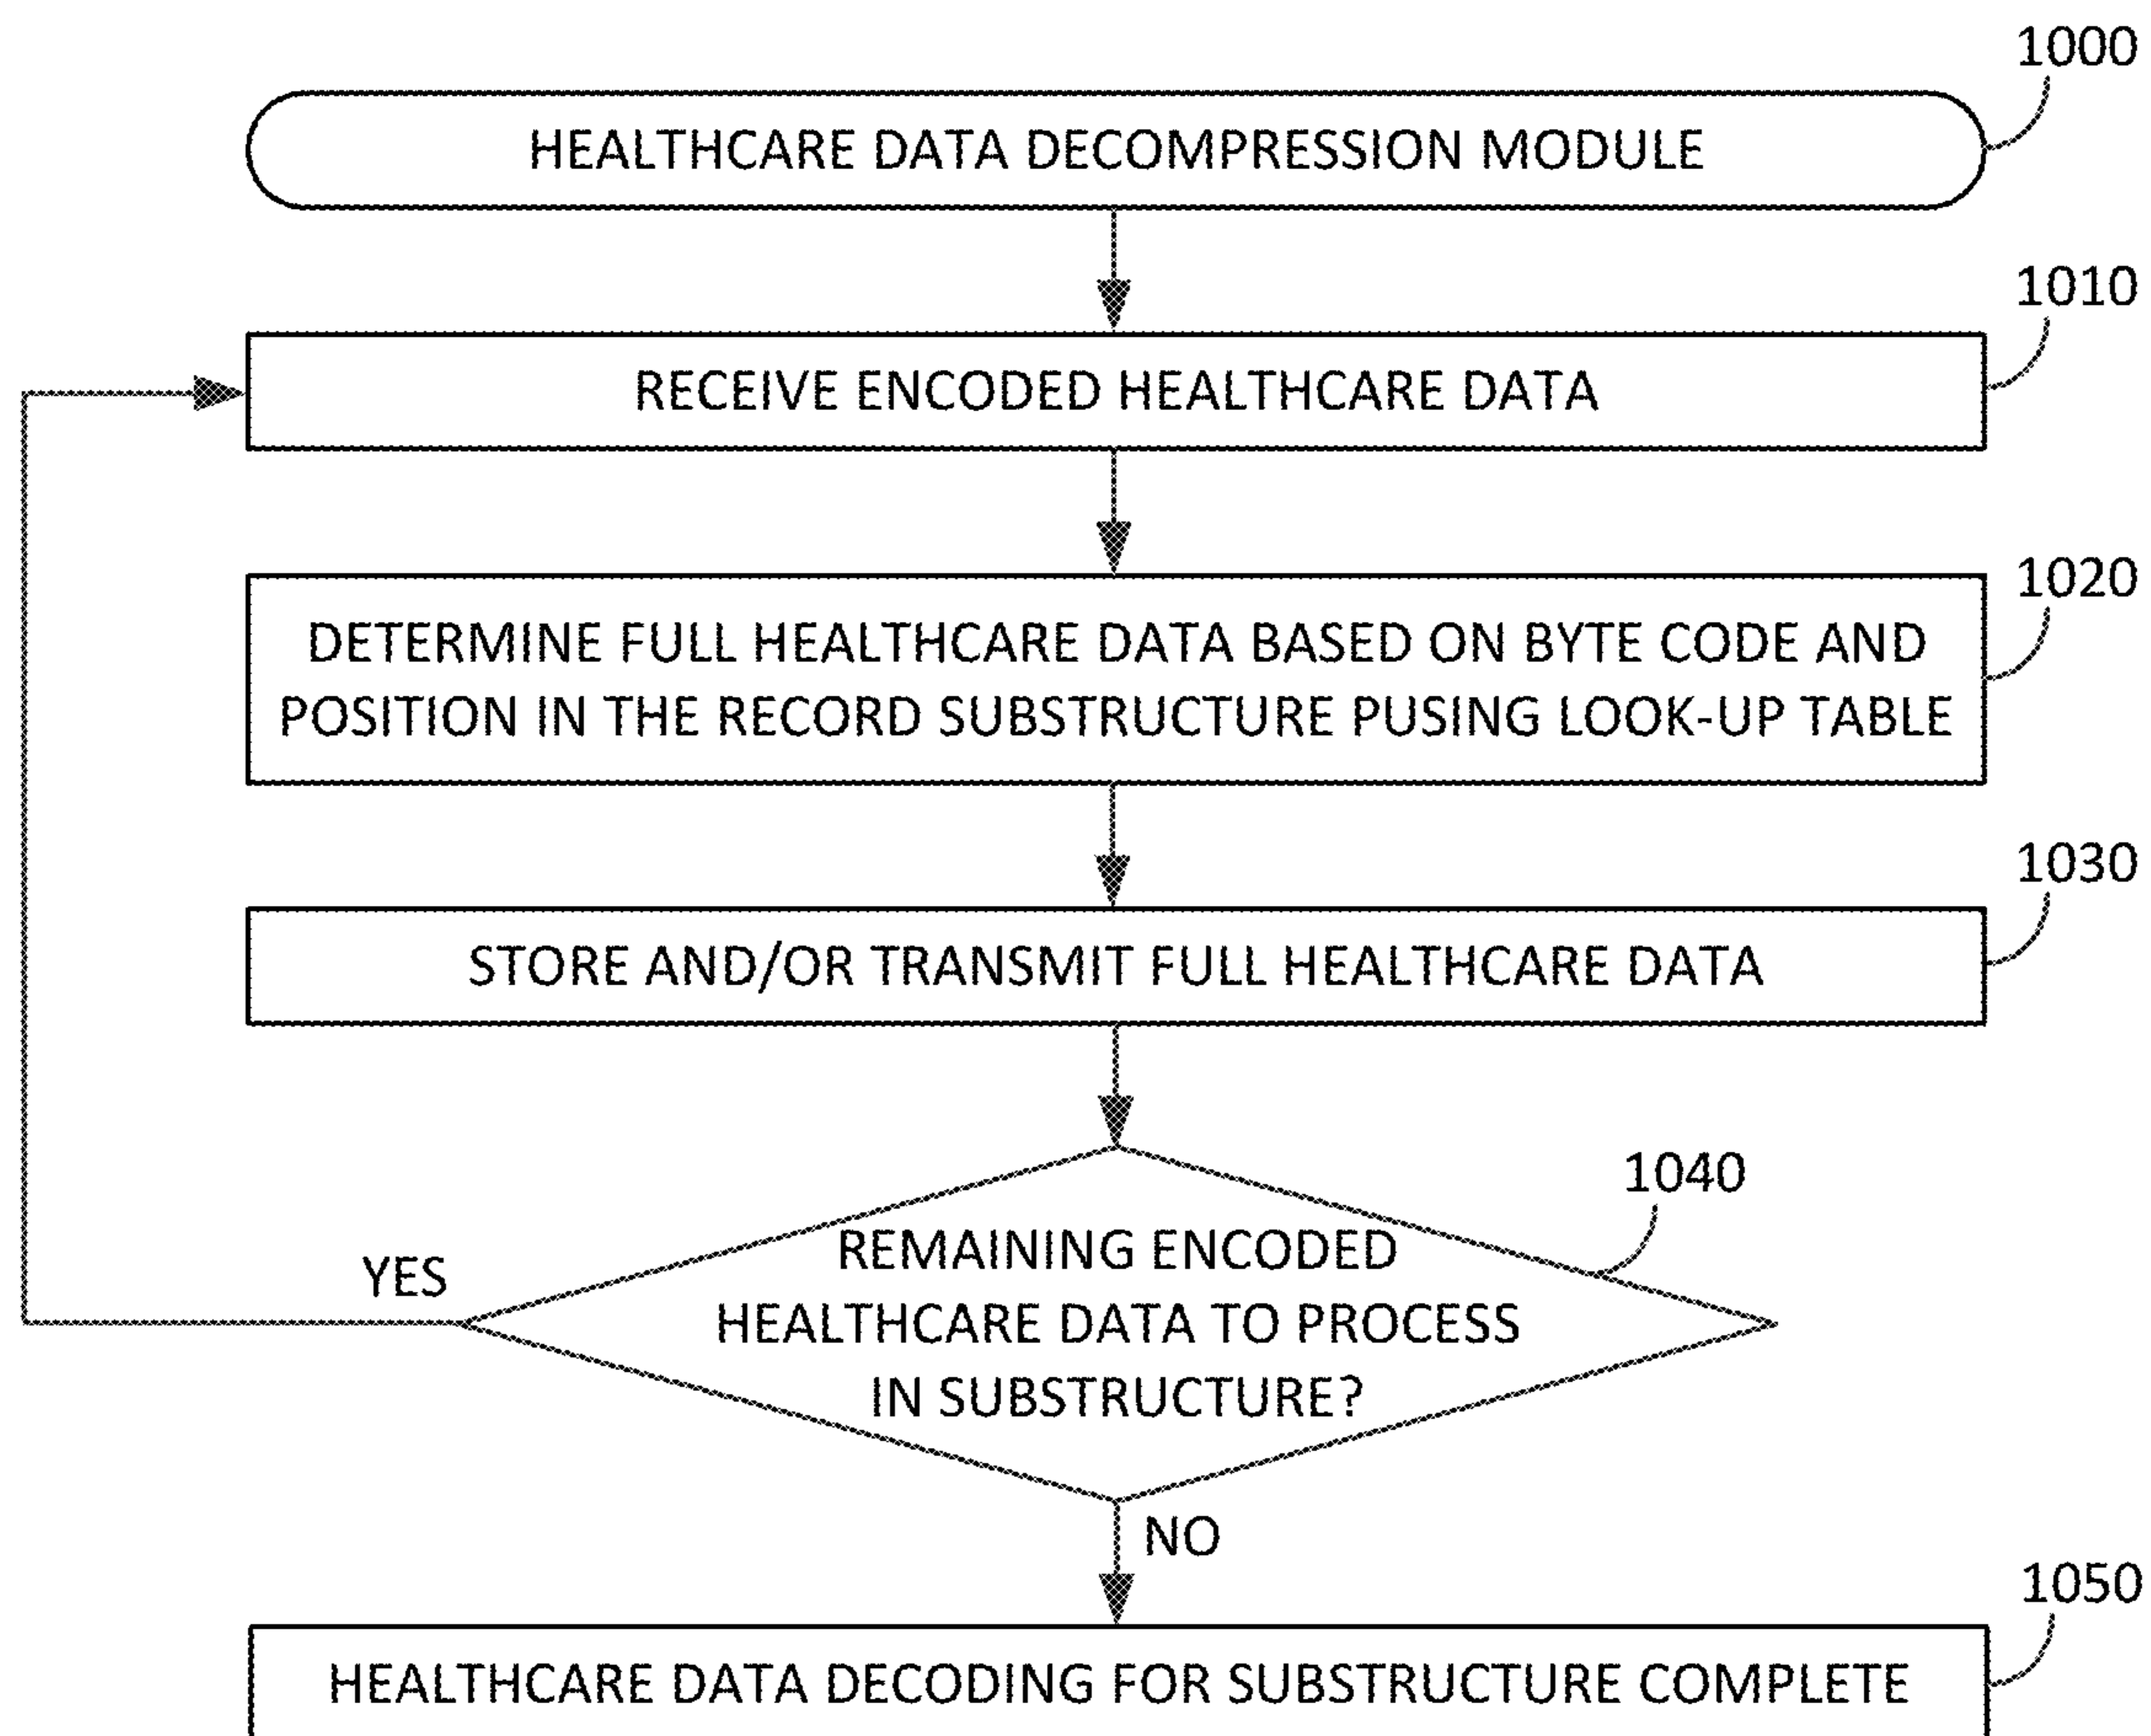 1000
HEALTHCARE DATA DECOMPRESSION MODULE
1010
RECEIVE ENCODED HEALTHCARE DATA
1020
DETERMINE FULL HEALTHCARE DATA BASED ON BYTE CODE AND
POSITION IN THE RECORD SUBSTRUCTURE PUSING LOOK-UP TABLE
1030
STORE AND/OR TRANSMIT FULL HEALTHCARE DATA
1040
REMAINING ENCODED
HEALTHCARE DATA TO PROCESS
IN SUBSTRUCTURE?
YES
NO
1050
HEALTHCARE DATA DECODING FOR SUBSTRUCTURE COMPLETE